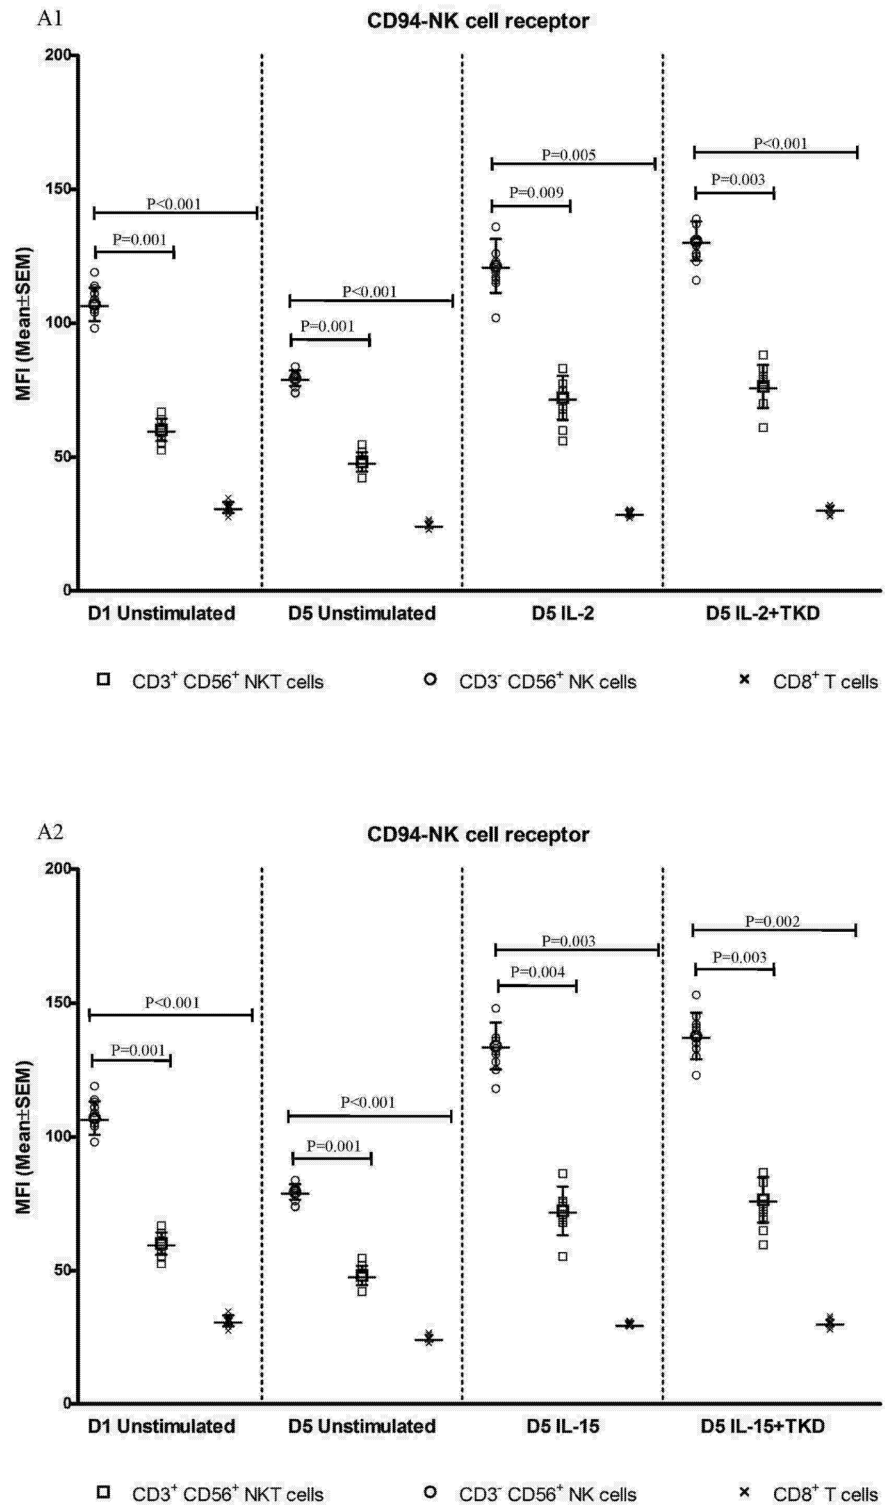 A1
CD94-NK cell receptor
200
P<0.001
P=0.005
150
P=0.003
P=0.009
P<0.001
P=0.001
MFI (Mean±SEM)
100
P<0.001
P=0.001
50
0
D1 Unstimulated D5 Unstimulated D5 IL-2 D5 IL-2+TKD
CD3⁺ CD56⁺ NKT cells CD3⁻ CD56⁺ NK cells CD8⁺ T cells
A2
CD94-NK cell receptor
200
P=0.002
P=0.003
P=0.003
P=0.004
150
P<0.001
P=0.001
MFI (Mean±SEM)
100
P<0.001
P=0.001
50
0
D1 Unstimulated D5 Unstimulated D5 IL-15 D5 IL-15+TKD
CD3⁺ CD56⁺ NKT cells CD3⁻ CD56⁺ NK cells CD8⁺ T cells